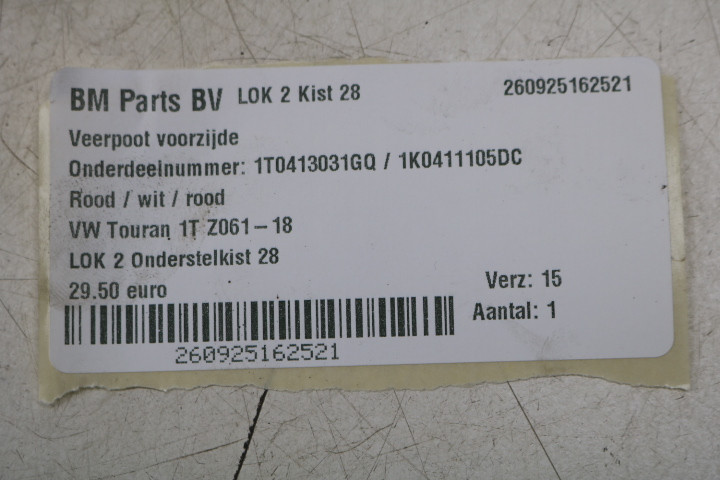 BM Parts BV LOK 2 Kist 28 260925162521
Veerpoot voorzijde
Onderdeelnummer: 1T0413031GQ / 1K0411105DC
Rood / wit / rood
VW Touran 1T Z061-18
LOK 2 Onderstelkist 28
29.50 euro Verz: 15
Aantal: 1
260925162521